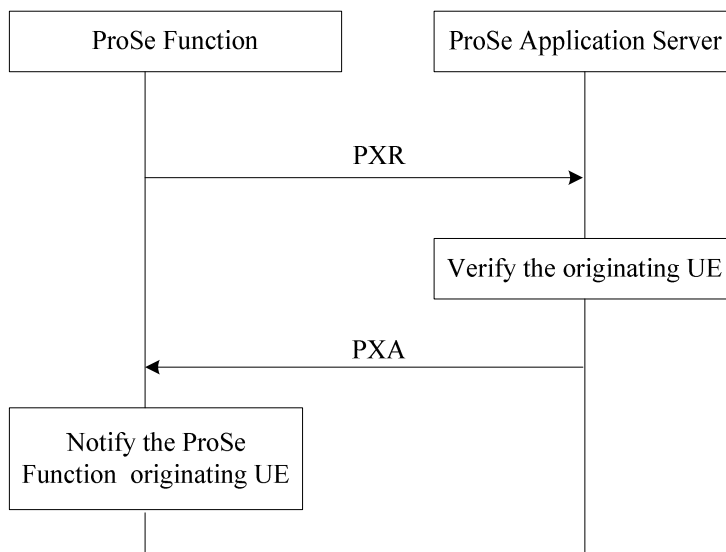 ProSe Function
ProSe Application Server
PXR
Verify the originating UE
PXA
Notify the ProSe
Function originating UE